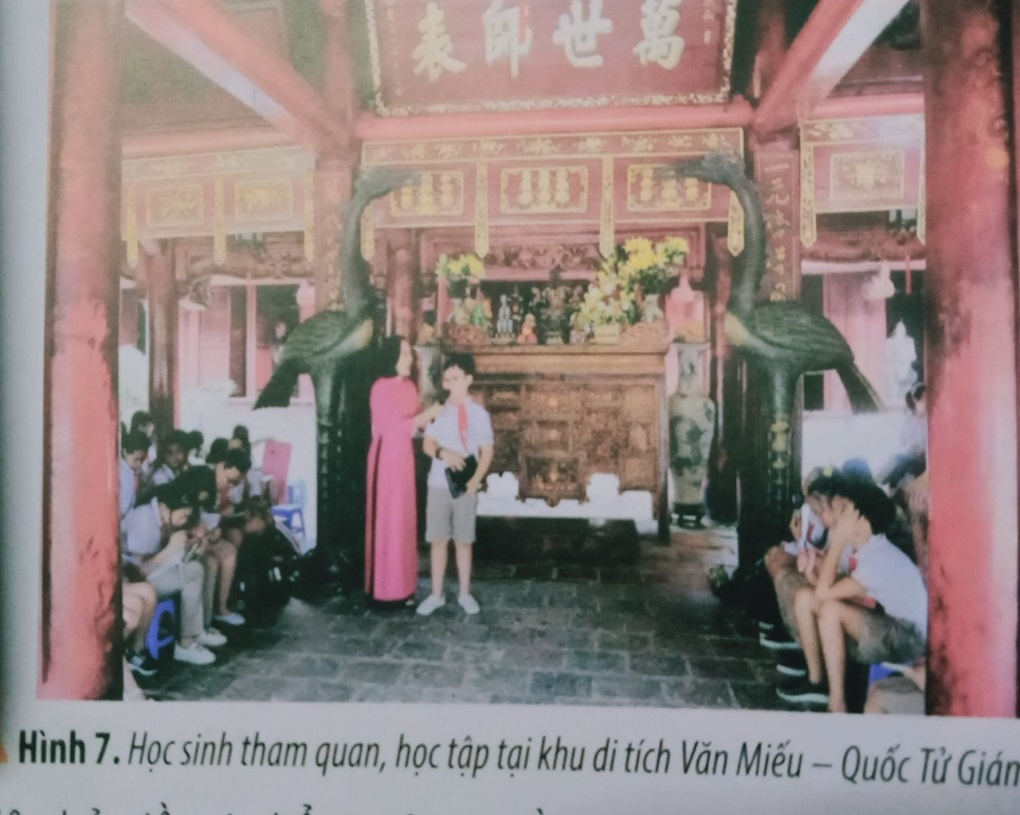 萬世師表
Hình 7. Học sinh tham quan, học tập tại khu di tích Văn Miếu – Quốc Tử Giám